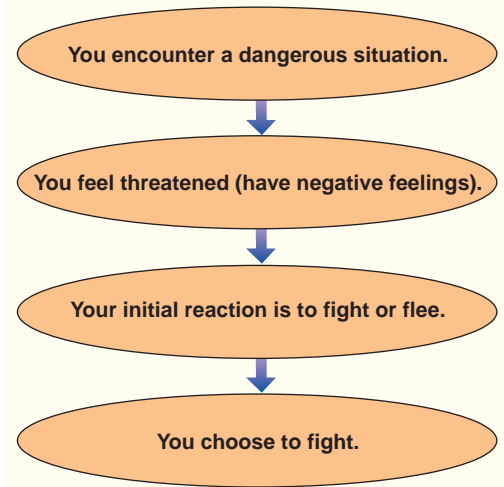 You encounter a dangerous situation.
You feel threatened (have negative feelings).
Your initial reaction is to fight or flee.
You choose to fight.